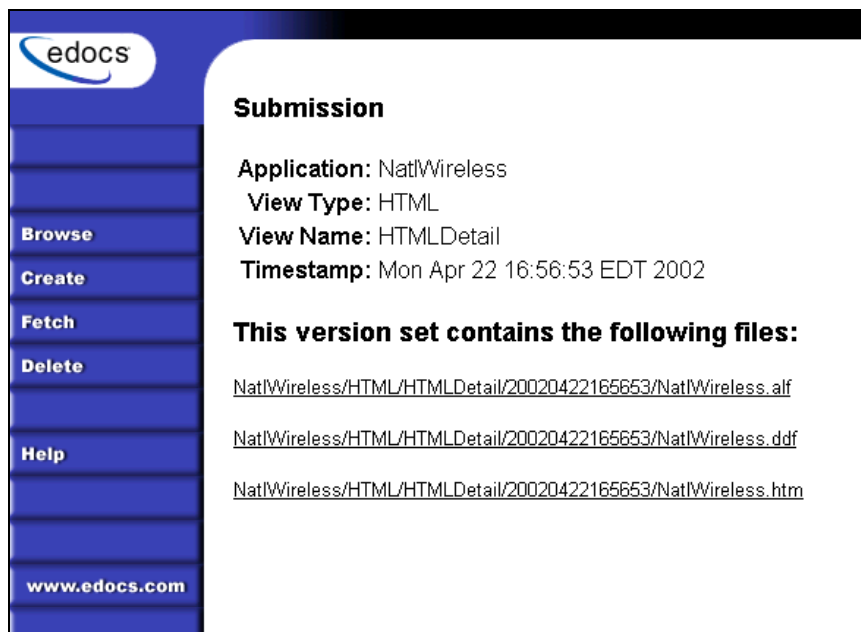 edocs
Submission
Application: NatlWireless
View Type: HTML
View Name: HTMLDetail
Timestamp: Mon Apr 22 16:56:53 EDT 2002
This version set contains the following files:
NatlWireless/HTML/HTMLDetail/20020422165653/NatlWireless.alf
NatlWireless/HTML/HTMLDetail/20020422165653/NatlWireless.ddf
NatlWireless/HTML/HTMLDetail/20020422165653/NatlWireless.htm
Browse
Create
Fetch
Delete
Help
www.edocs.com